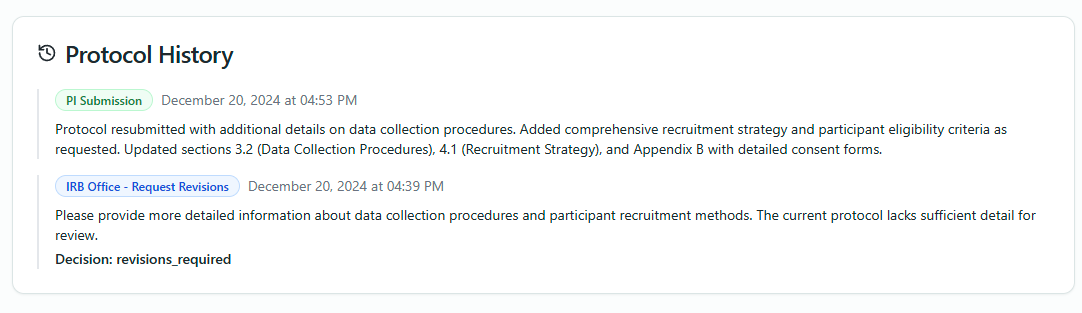 Protocol History
PI Submission December 20, 2024 at 04:53 PM
Protocol resubmitted with additional details on data collection procedures. Added comprehensive recruitment strategy and participant eligibility criteria as
requested. Updated sections 3.2 (Data Collection Procedures), 4.1 (Recruitment Strategy), and Appendix B with detailed consent forms.
IRB Office - Request Revisions December 20, 2024 at 04:39 PM
Please provide more detailed information about data collection procedures and participant recruitment methods. The current protocol lacks sufficient detail for
review.
Decision: revisions_required